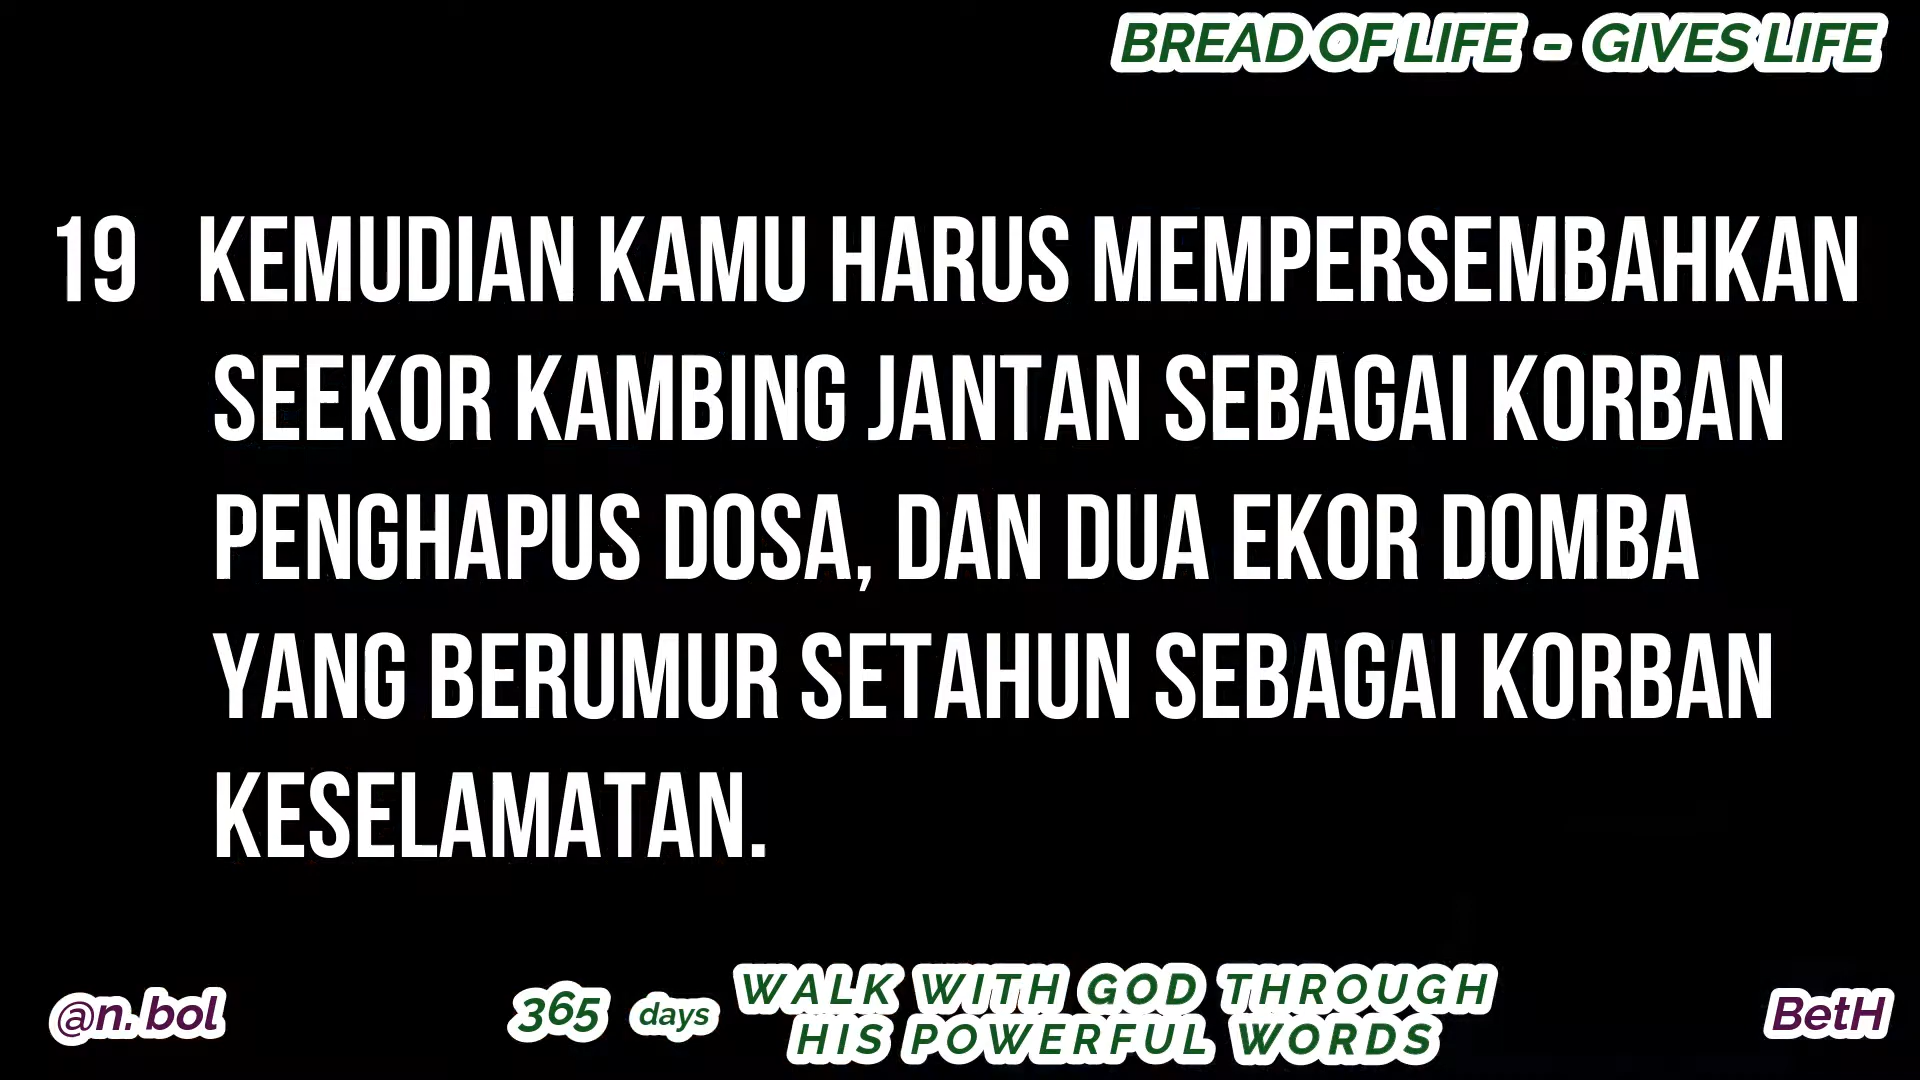 BREAD OF LIFE - GIVES LIFE
19 KEMUDIAN KAMU HARUS MEMPERSEMBAHKAN
SEEKOR KAMBING JANTAN SEBAGAI KORBAN
PENGHAPUS DOSA, DAN DUA EKOR DOMBA
YANG BERUMUR SETAHUN SEBAGAI KORBAN
KESELAMATAN.
@n.bol
365 days
WALK WITH GOD THROUGH
HIS POWERFUL WORDS
BetH